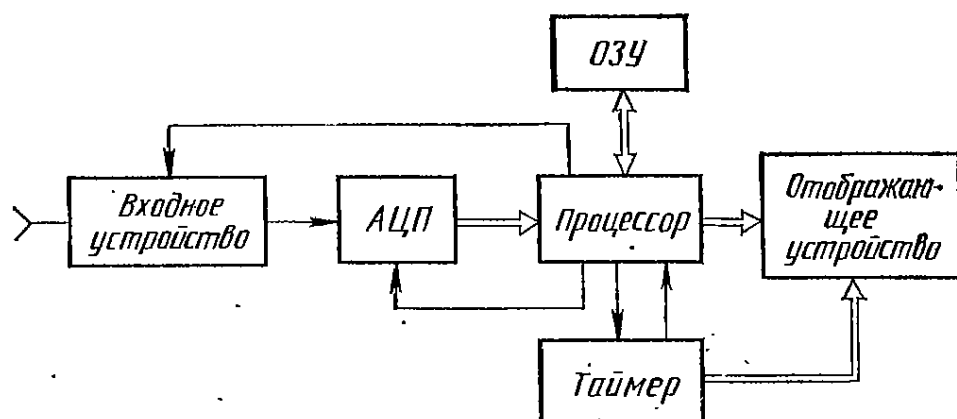 ОЗУ
Входное
устройство
АЦП
Процессор
Отображаю-
щее
устройство
Таймер